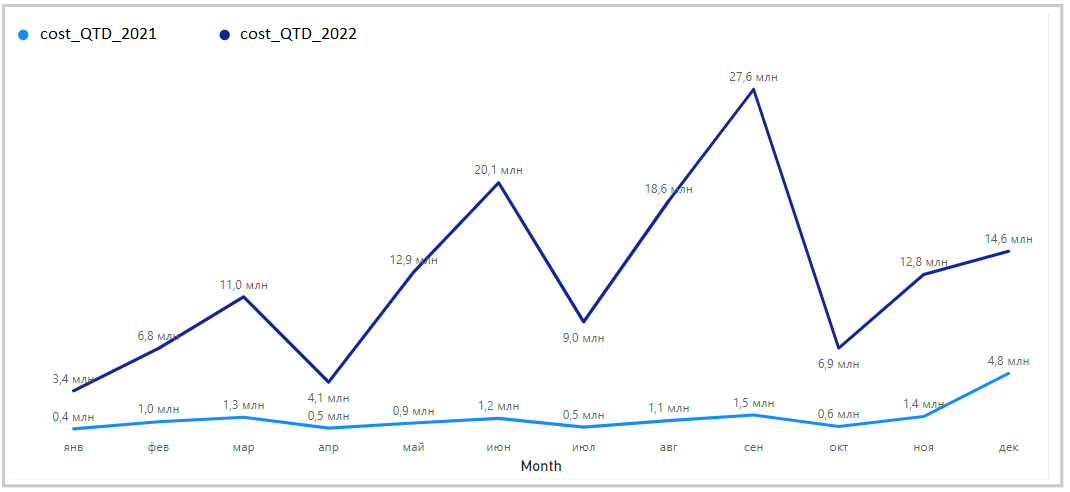 cost_QTD_2021 cost_QTD_2022
27,6 млн
20,1 млн
18,6 млн
14,6 млн
12,9 млн
12,8 млн
11,0 млн
6,8 млн
9,0 млн
6,9 млн
4,8 млн
3,4 млн
4,1 млн
0,4 млн 1,0 млн 1,3 млн 0,5 млн 0,9 млн 1,2 млн 0,5 млн 1,1 млн 1,5 млн 0,6 млн 1,4 млн
янв фев мар апр май июн июл авг сен окт ноя дек
Month